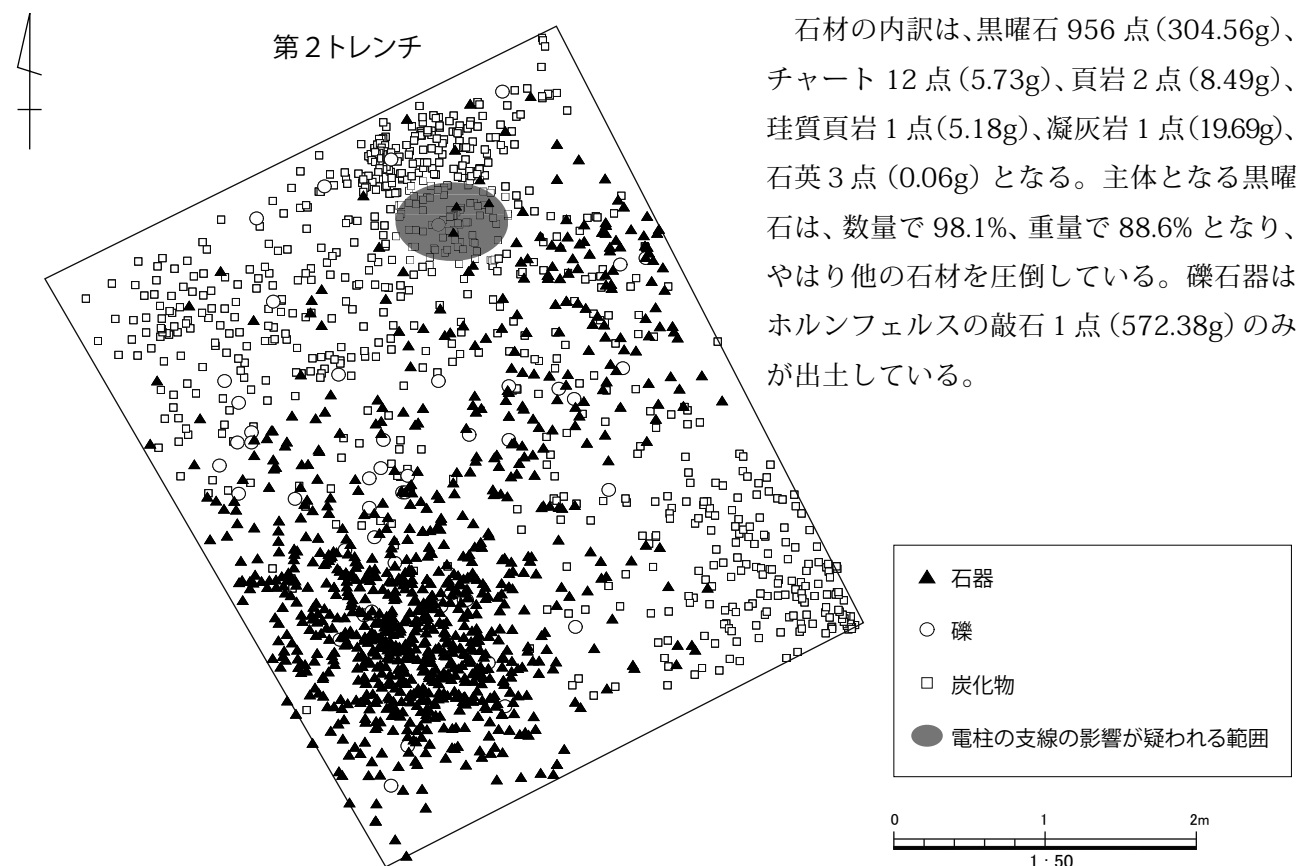 第2トレンチ
石材の内訳は、黒曜石 956 点（304.56g）、
チャート 12 点（5.73g）、頁岩 2 点（8.49g）、
珪質頁岩 1 点（5.18g）、凝灰岩 1 点（19.69g）、
石英 3 点（0.06g）となる。主体となる黒曜
石は、数量で 98.1%、重量で 88.6% となり、
やはり他の石材を圧倒している。礫石器は
ホルンフェルスの敲石 1 点（572.38g）のみ
が出土している。
石器
礫
炭化物
電柱の支線の影響が疑われる範囲
0 1 2m
1：50